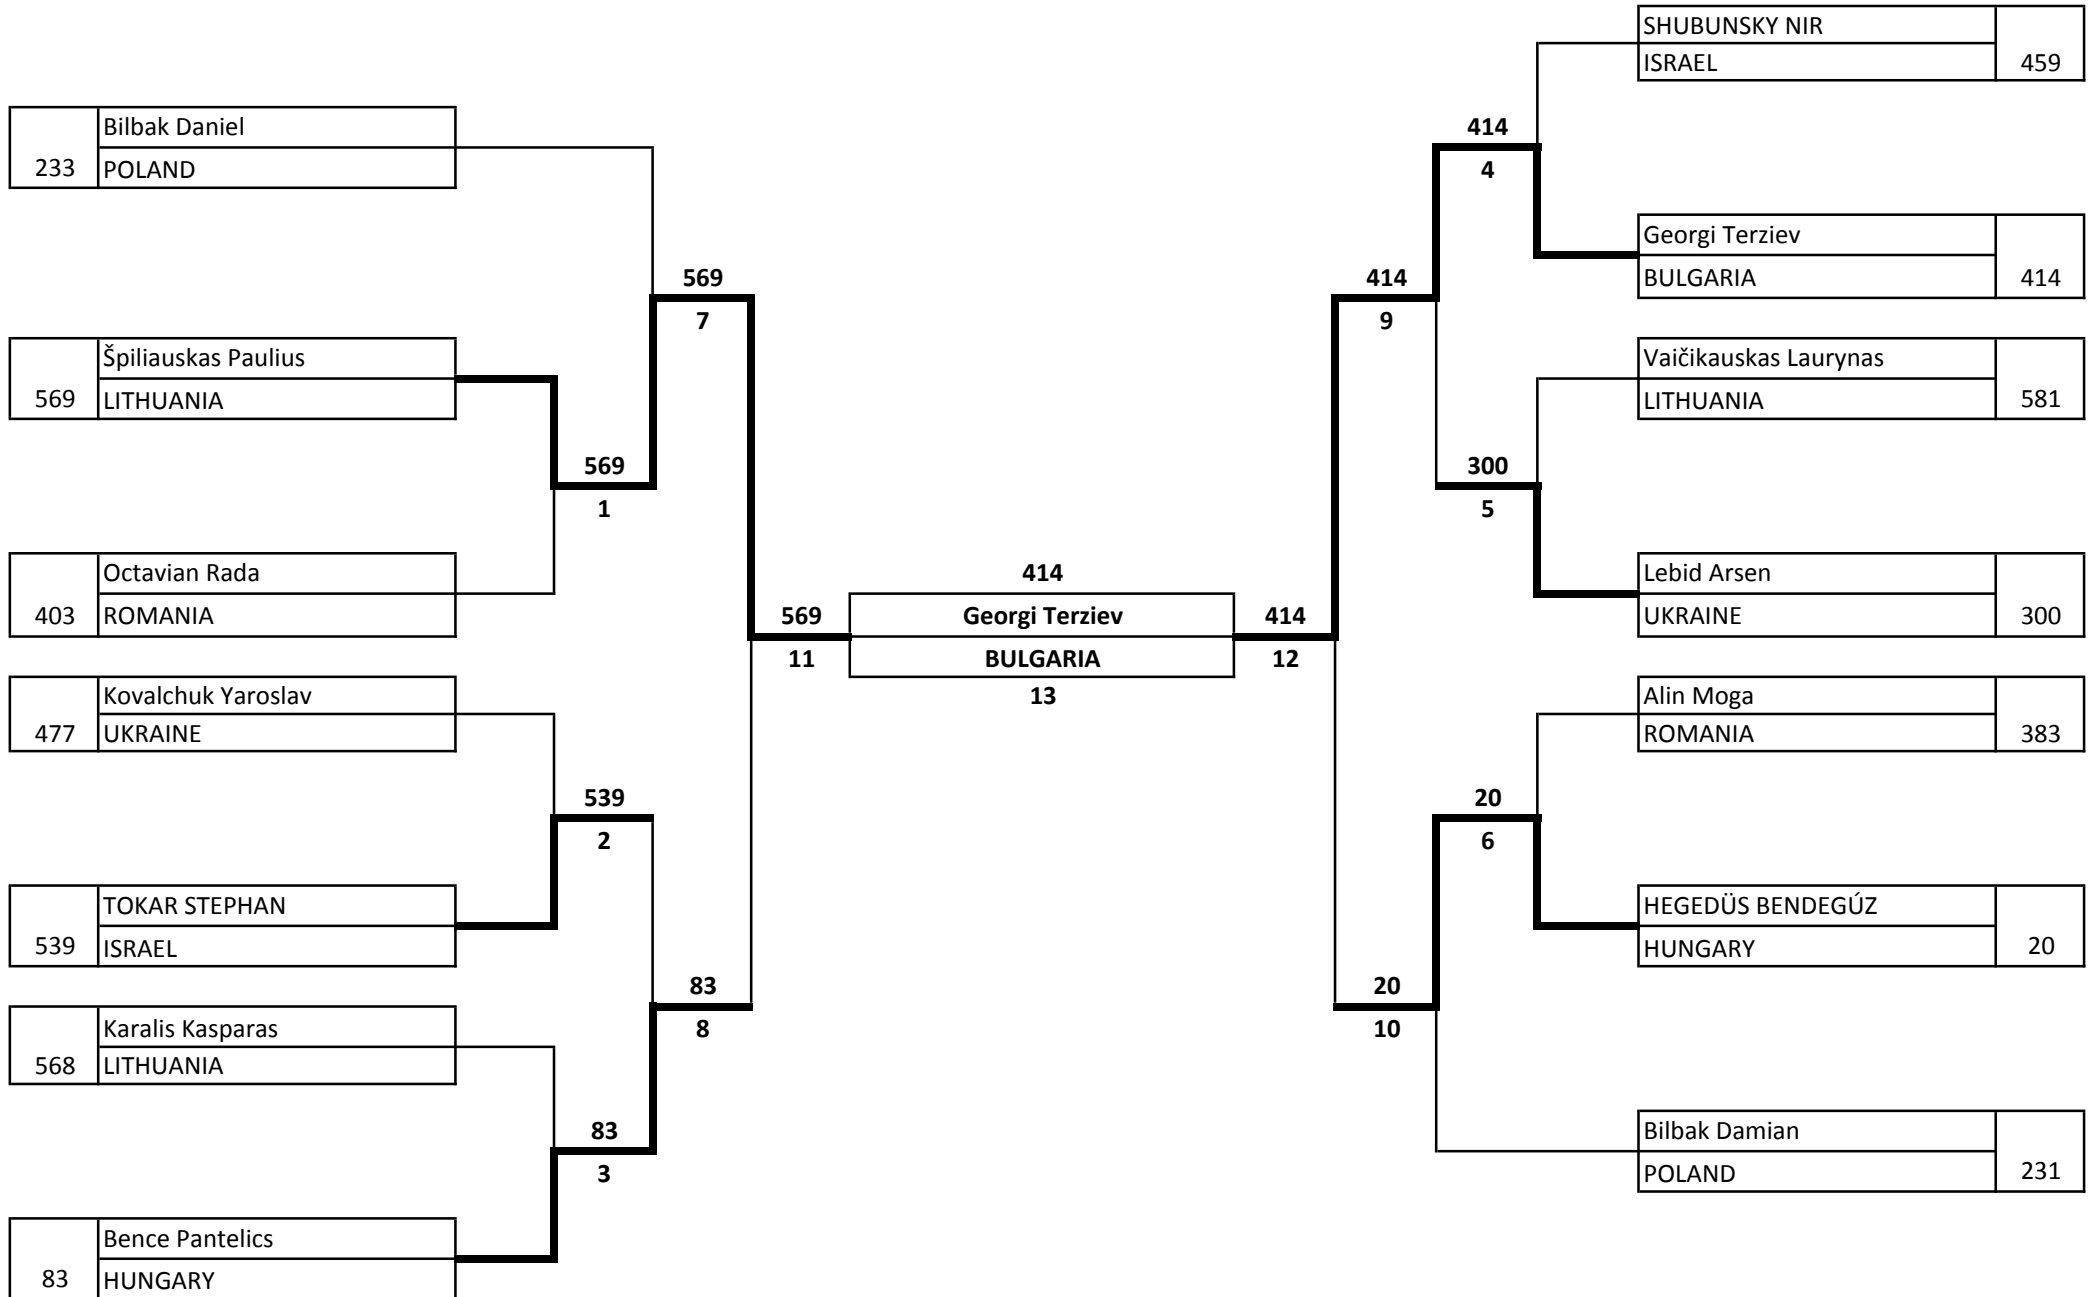 SHUBUNSKY NIR
ISRAEL 459
Bilbak Daniel
233 POLAND
414
4
Georgi Terziev
BULGARIA 414
569
7
414
9
Špiliauskas Paulius
569 LITHUANIA
Vaičikauskas Laurynas
LITHUANIA 581
569
1
300
5
Octavian Rada
403 ROMANIA
Lebid Arsen
UKRAINE 300
414
569 Georgi Terziev 414
11 BULGARIA 12
13
Kovalchuk Yaroslav
477 UKRAINE
Alin Moga
ROMANIA 383
539
2
20
6
TOKAR STEPHAN
539 ISRAEL
HEGEDÜS BENDEGÚZ
HUNGARY 20
83
8
20
10
Karalis Kasparas
568 LITHUANIA
83
3
Bilbak Damian
POLAND 231
Bence Pantelics
83 HUNGARY